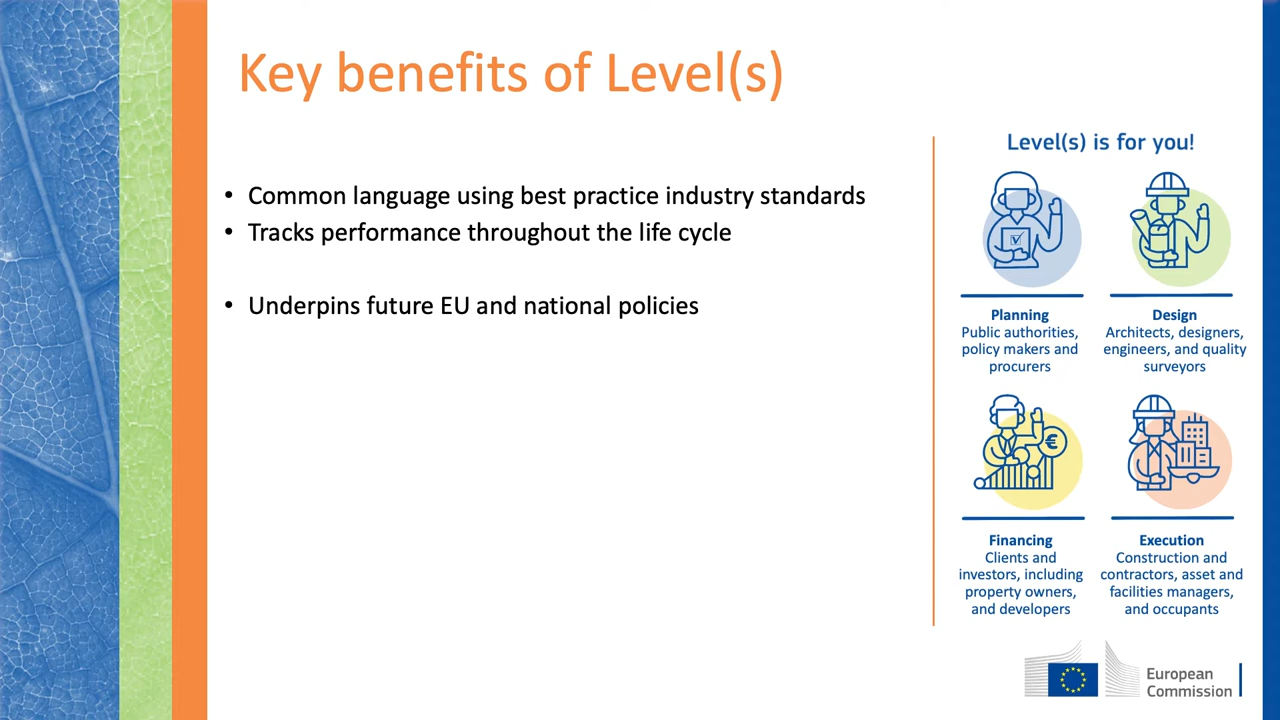 Key benefits of Level(s)
• Common language using best practice industry standards
• Tracks performance throughout the life cycle
• Underpins future EU and national policies
Level(s) is for you!
Planning
Public authorities,
policy makers and
procurers
Design
Architects, designers,
engineers, and quality
surveyors
€
Financing
Clients and
investors, including
property owners,
and developers
Execution
Construction and
contractors, asset and
facilities managers,
and occupants
European
Commission